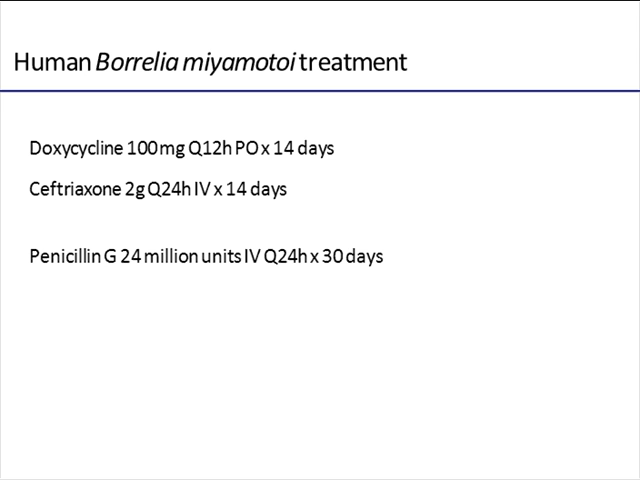 Human Borrelia miyamotoi treatment
Doxycycline 100 mg Q12h PO x 14 days
Ceftriaxone 2g Q24h IV x 14 days
Penicillin G 24 million units IV Q24h x 30 days